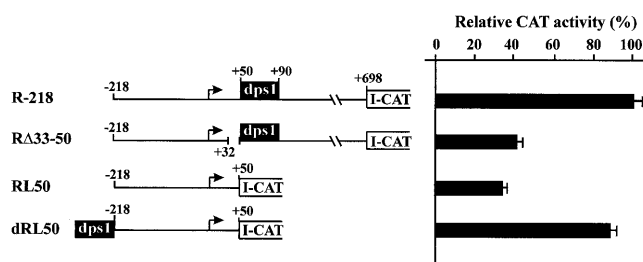 Relative CAT activity (%)
0 20 40 60 80 100
+50 +90 +698
R-218 -218 dps1 I-CAT
RΔ33-50 -218 +32 dps1 I-CAT
+50
RL50 -218 I-CAT
+50
dRL50 dps1 -218 I-CAT